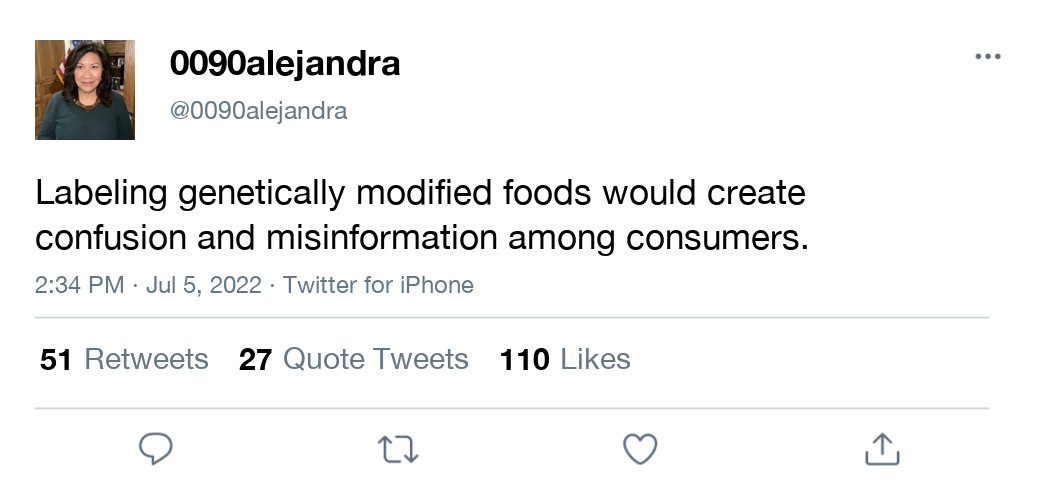 0090alejandra
@0090alejandra
Labeling genetically modified foods would create
confusion and misinformation among consumers.
2:34 PM · Jul 5, 2022 · Twitter for iPhone
51 Retweets 27 Quote Tweets 110 Likes